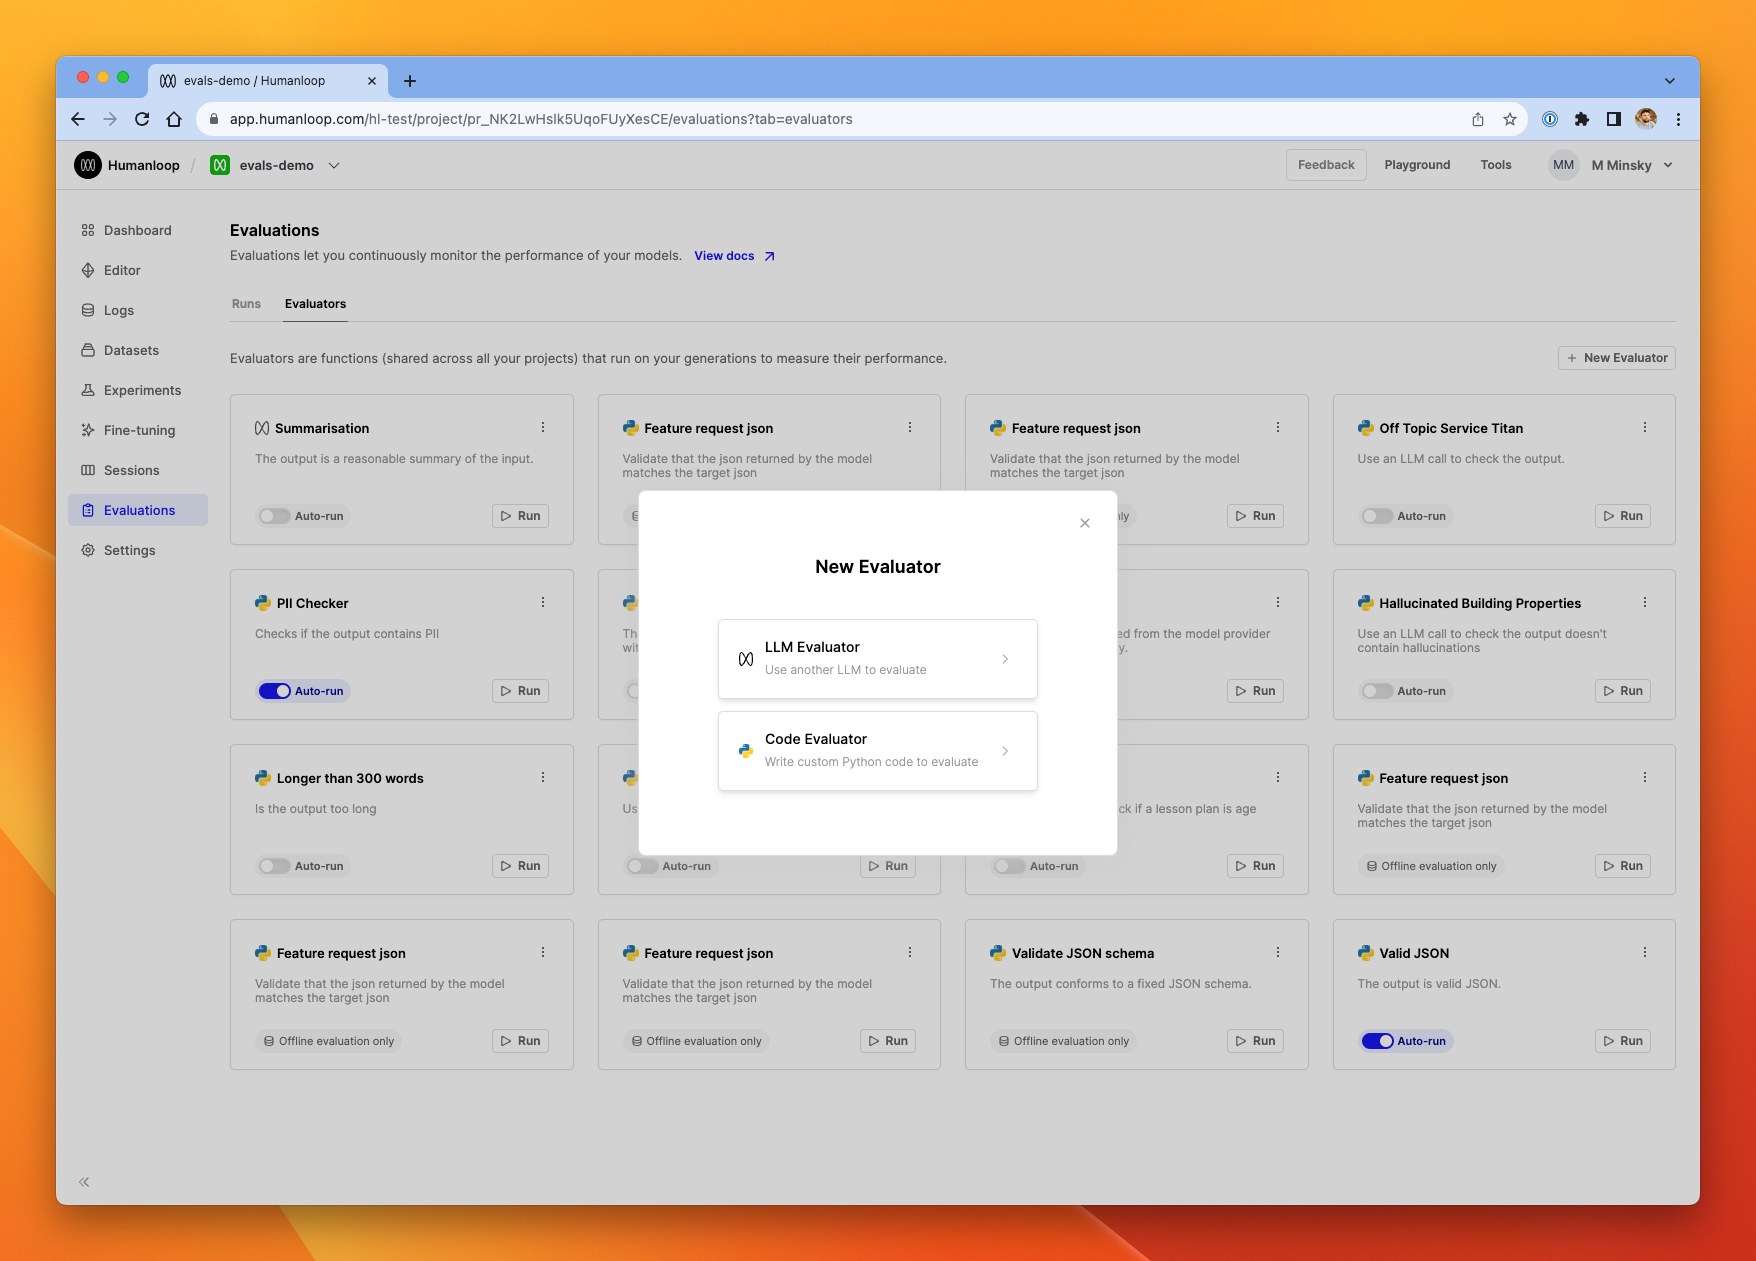 evals-demo / Humanloop
app.humanloop.com/hl-test/project/pr_NK2LwHslk5UqoFUyXesCE/evaluations?tab=evaluators
Humanloop / evals-demo
Feedback Playground Tools MM M Minsky
Dashboard
Editor
Logs
Datasets
Experiments
Fine-tuning
Sessions
Evaluations
Settings
Evaluations
Evaluations let you continuously monitor the performance of your models. View docs
Runs Evaluators
Evaluators are functions (shared across all your projects) that run on your generations to measure their performance.
+ New Evaluator
Summarisation
The output is a reasonable summary of the input.
Auto-run Run
Feature request json
Validate that the json returned by the model
matches the target json
Feature request json
Validate that the json returned by the model
matches the target json
Run
Off Topic Service Titan
Use an LLM call to check the output.
Auto-run Run
PII Checker
Checks if the output contains PII
Auto-run Run
from the model provider
Run
Hallucinated Building Properties
Use an LLM call to check the output doesn't
contain hallucinations
Auto-run Run
Longer than 300 words
Is the output too long
Auto-run Run
Auto-run Run
if a lesson plan is age
Auto-run Run
Feature request json
Validate that the json returned by the model
matches the target json
Offline evaluation only Run
Feature request json
Validate that the json returned by the model
matches the target json
Offline evaluation only Run
Feature request json
Validate that the json returned by the model
matches the target json
Offline evaluation only Run
Validate JSON schema
The output conforms to a fixed JSON schema.
Offline evaluation only Run
Valid JSON
The output is valid JSON.
Auto-run Run
New Evaluator
LLM Evaluator
Use another LLM to evaluate
Code Evaluator
Write custom Python code to evaluate